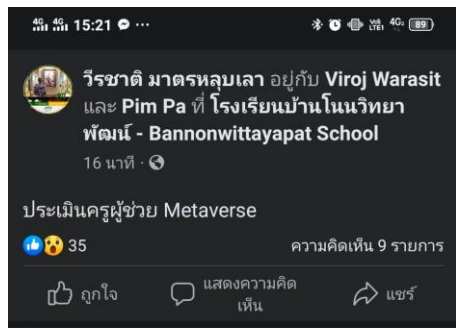 4G 4G 15:21 ···
Vo) LTE1 4G 89
วีรชาติ มาตรหลุบเลา อยู่กับ Viroj Warasit
และ Pim Pa ที่ โรงเรียนบ้านโนนวิทยา
พัฒน์ - Bannonwittayapat School
16 นาที ·
ประเมินครูผู้ช่วย Metaverse
35 ความคิดเห็น 9 รายการ
ถูกใจ แสดงความคิด แชร์
เห็น